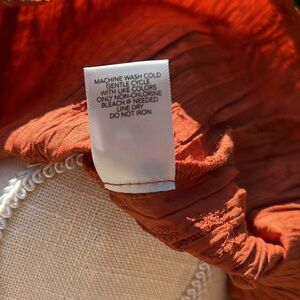 MACHINE WASH COLD
GENTLE CYCLE
WITH LIKE COLORS
ONLY NON-CHLORINE
BLEACH IF NEEDED
LINE DRY
DO NOT IRON